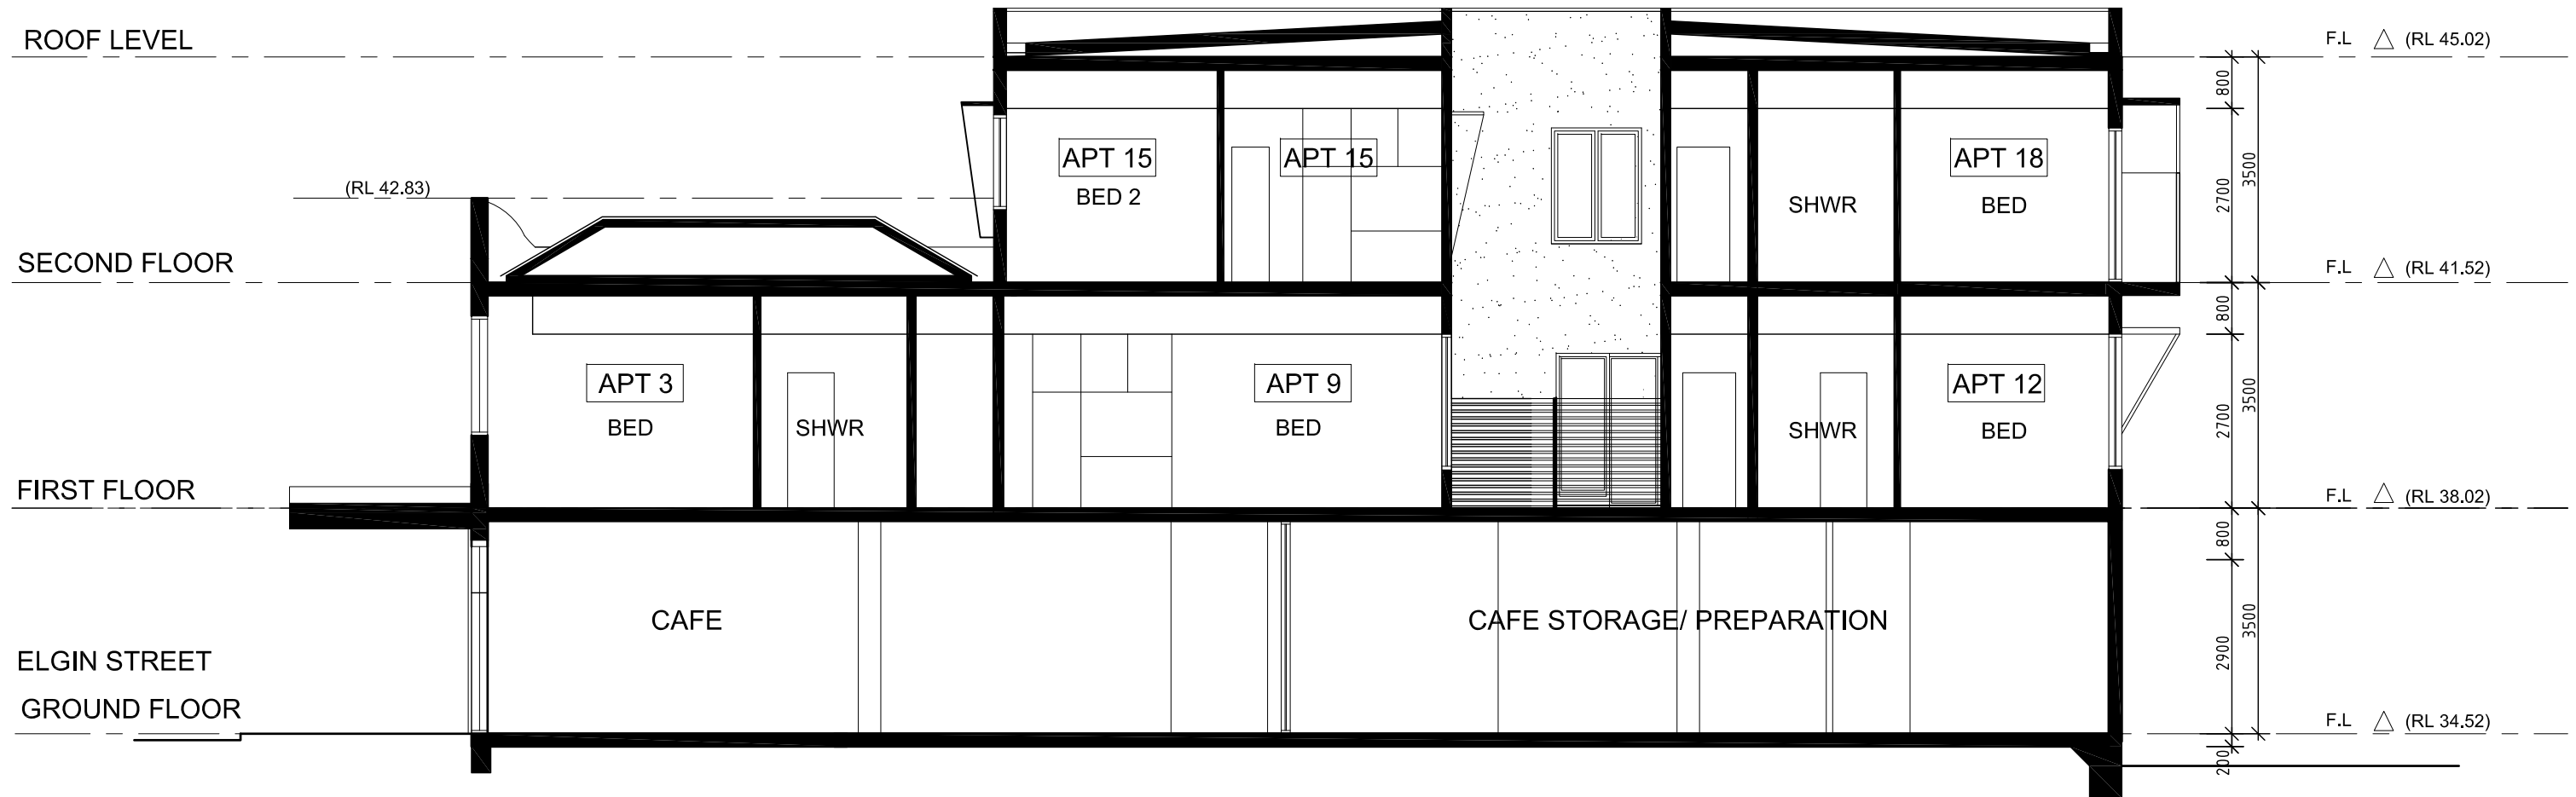 ROOF LEVEL
F.L (RL 45.02)
800
3500
2700
APT 15
BED 2
APT 15
SHWR
APT 18
BED
(RL 42.83)
SECOND FLOOR
F.L (RL 41.52)
800
3500
2700
APT 3
BED
SHWR
APT 9
BED
SHWR
APT 12
BED
FIRST FLOOR
F.L (RL 38.02)
800
3500
2900
CAFE
CAFE STORAGE/ PREPARATION
ELGIN STREET
GROUND FLOOR
F.L (RL 34.52)
200